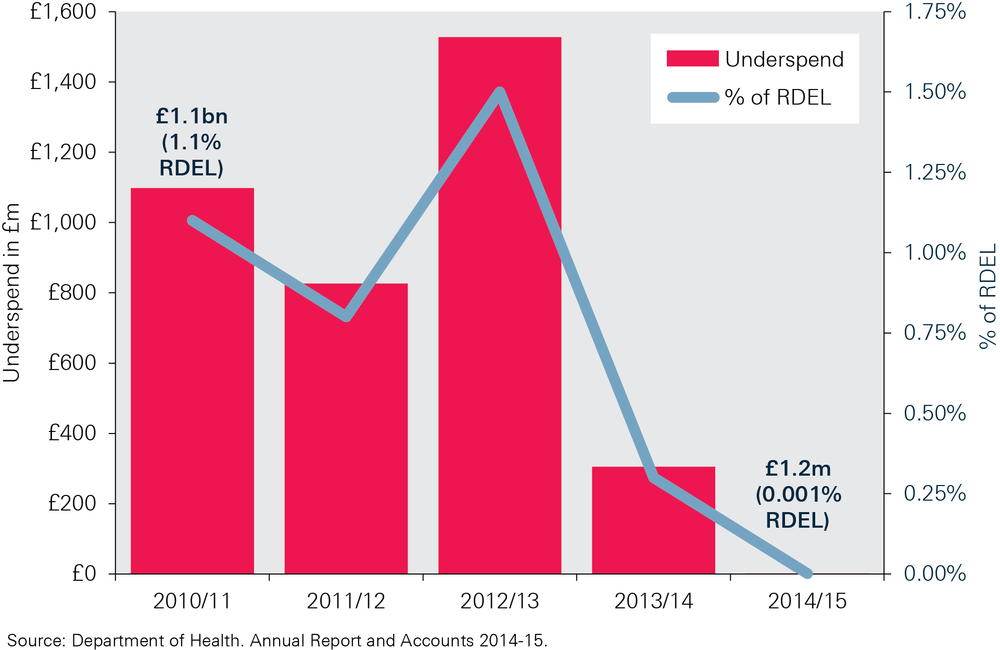 £1,600
£1,400
£1,200
£1,000
£800
£600
£400
£200
£0
Underspend in £m
£1.1bn
(1.1%
RDEL)
Underspend
% of RDEL
£1.2m
(0.001%
RDEL)
1.75%
1.50%
1.25%
1.00%
0.75%
0.50%
0.25%
0.00%
% of RDEL
2010/11
2011/12
2012/13
2013/14
2014/15
Source: Department of Health. Annual Report and Accounts 2014-15.